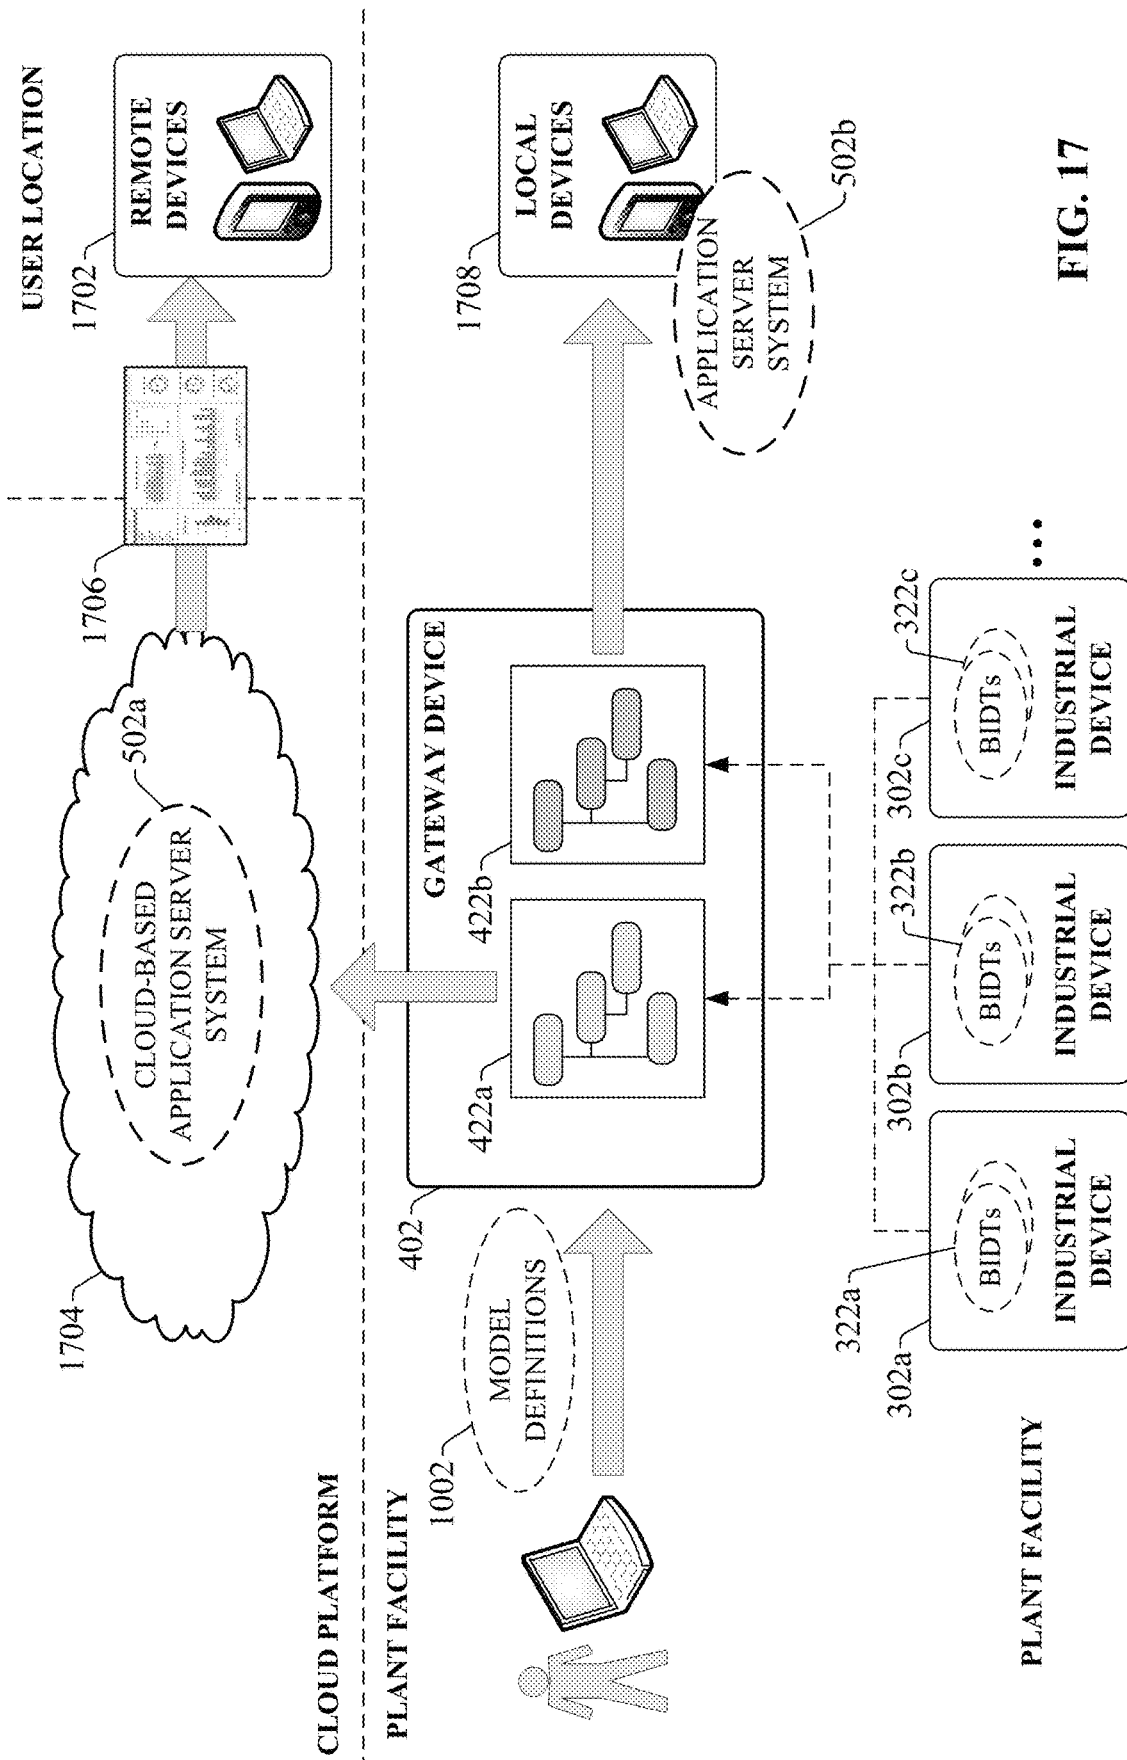 USER LOCATION
1702
REMOTE
DEVICES
1706
1704
502a
CLOUD-BASED
APPLICATION SERVER
SYSTEM
CLOUD PLATFORM
PLANT FACILITY
1002
MODEL
DEFINITIONS
402
GATEWAY DEVICE
422a
422b
1708
LOCAL
DEVICES
APPLICATION
SERVER
SYSTEM
502b
302a
322a
BIDTs
INDUSTRIAL
DEVICE
302b
322b
BIDTs
INDUSTRIAL
DEVICE
302c
322c
BIDTs
INDUSTRIAL
DEVICE
...
PLANT FACILITY
FIG. 17